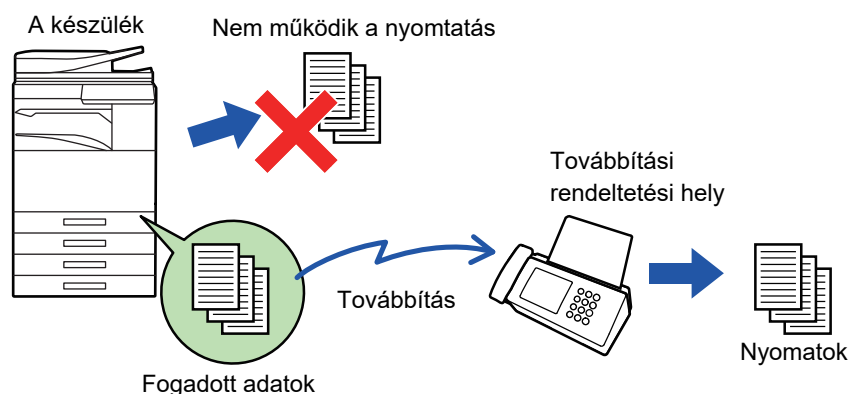 A készülék
Nem működik a nyomtatás
Továbbítási
rendeltetési hely
Továbbítás
Nyomatok
Fogadott adatok